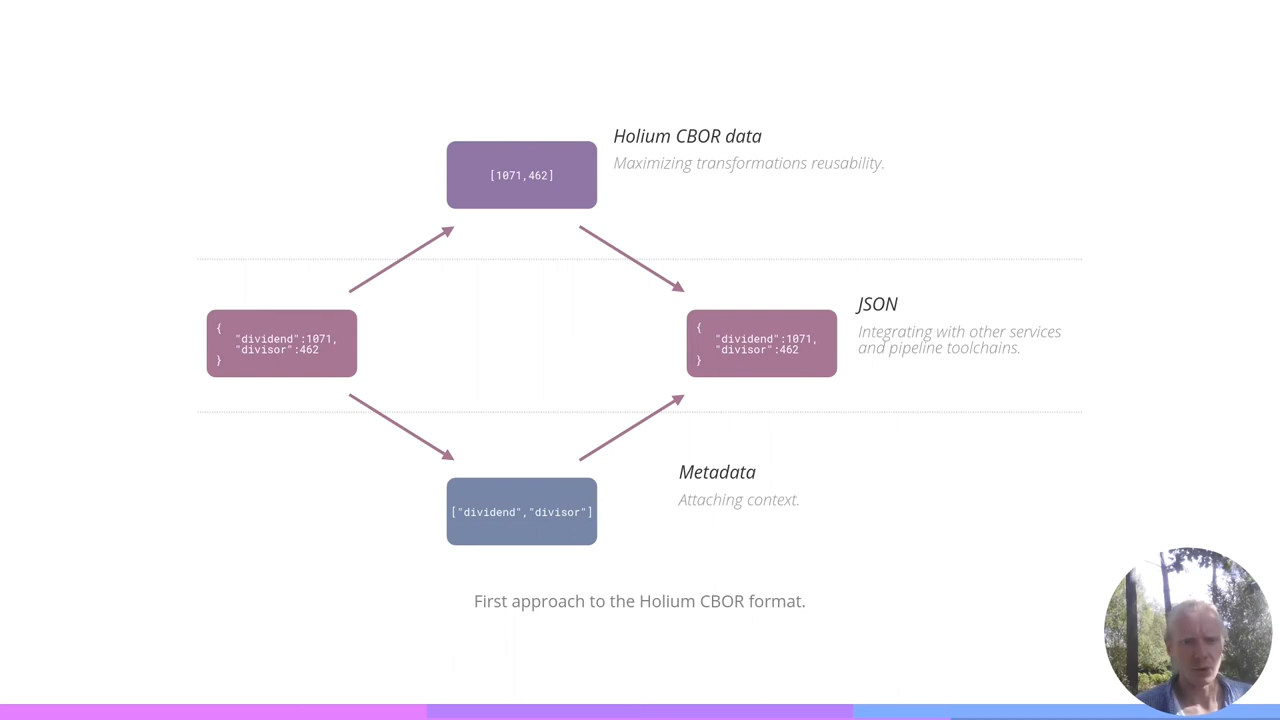 Holium CBOR data
Maximizing transformations reusability.
[1071,462]
JSON
Integrating with other services
and pipeline toolchains.
{
"dividend":1071,
"divisor":462
}
{
"dividend":1071,
"divisor":462
}
Metadata
Attaching context.
["dividend","divisor"]
First approach to the Holium CBOR format.